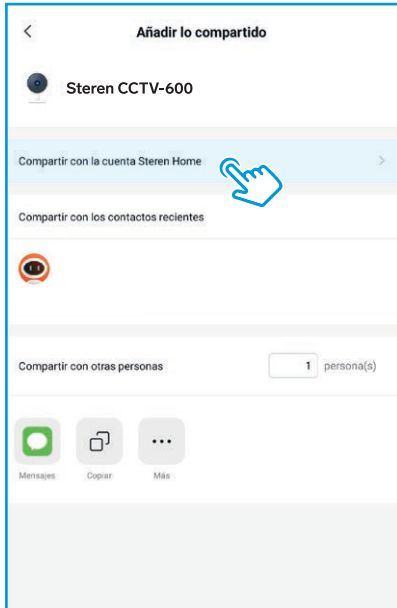 Añadir lo compartido
Steren CCTV-600
Compartir con la cuenta Steren Home
Compartir con los contactos recientes
Compartir con otras personas
1 persona(s)
Mensajes Copiar Más